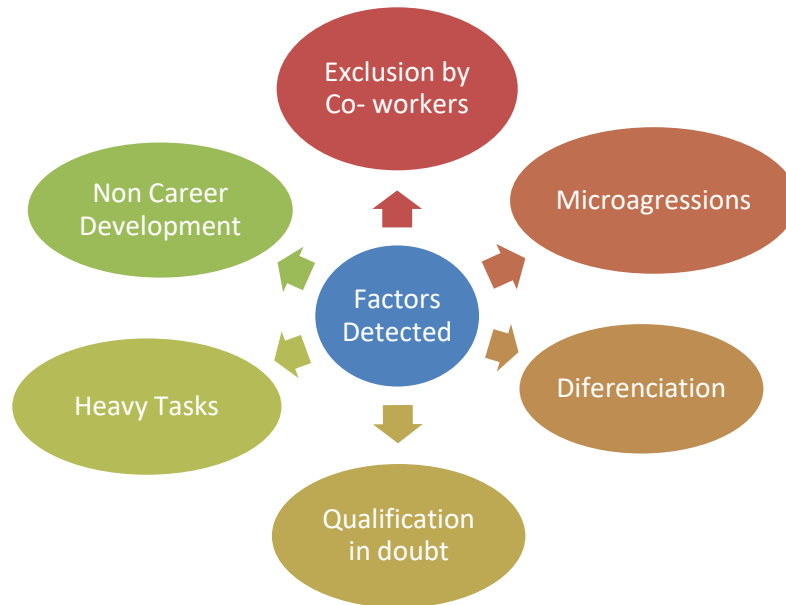 Exclusion by
Co- workers
Non Career
Development
Microagressions
Factors
Detected
Heavy Tasks
Diferenciation
Qualification
in doubt